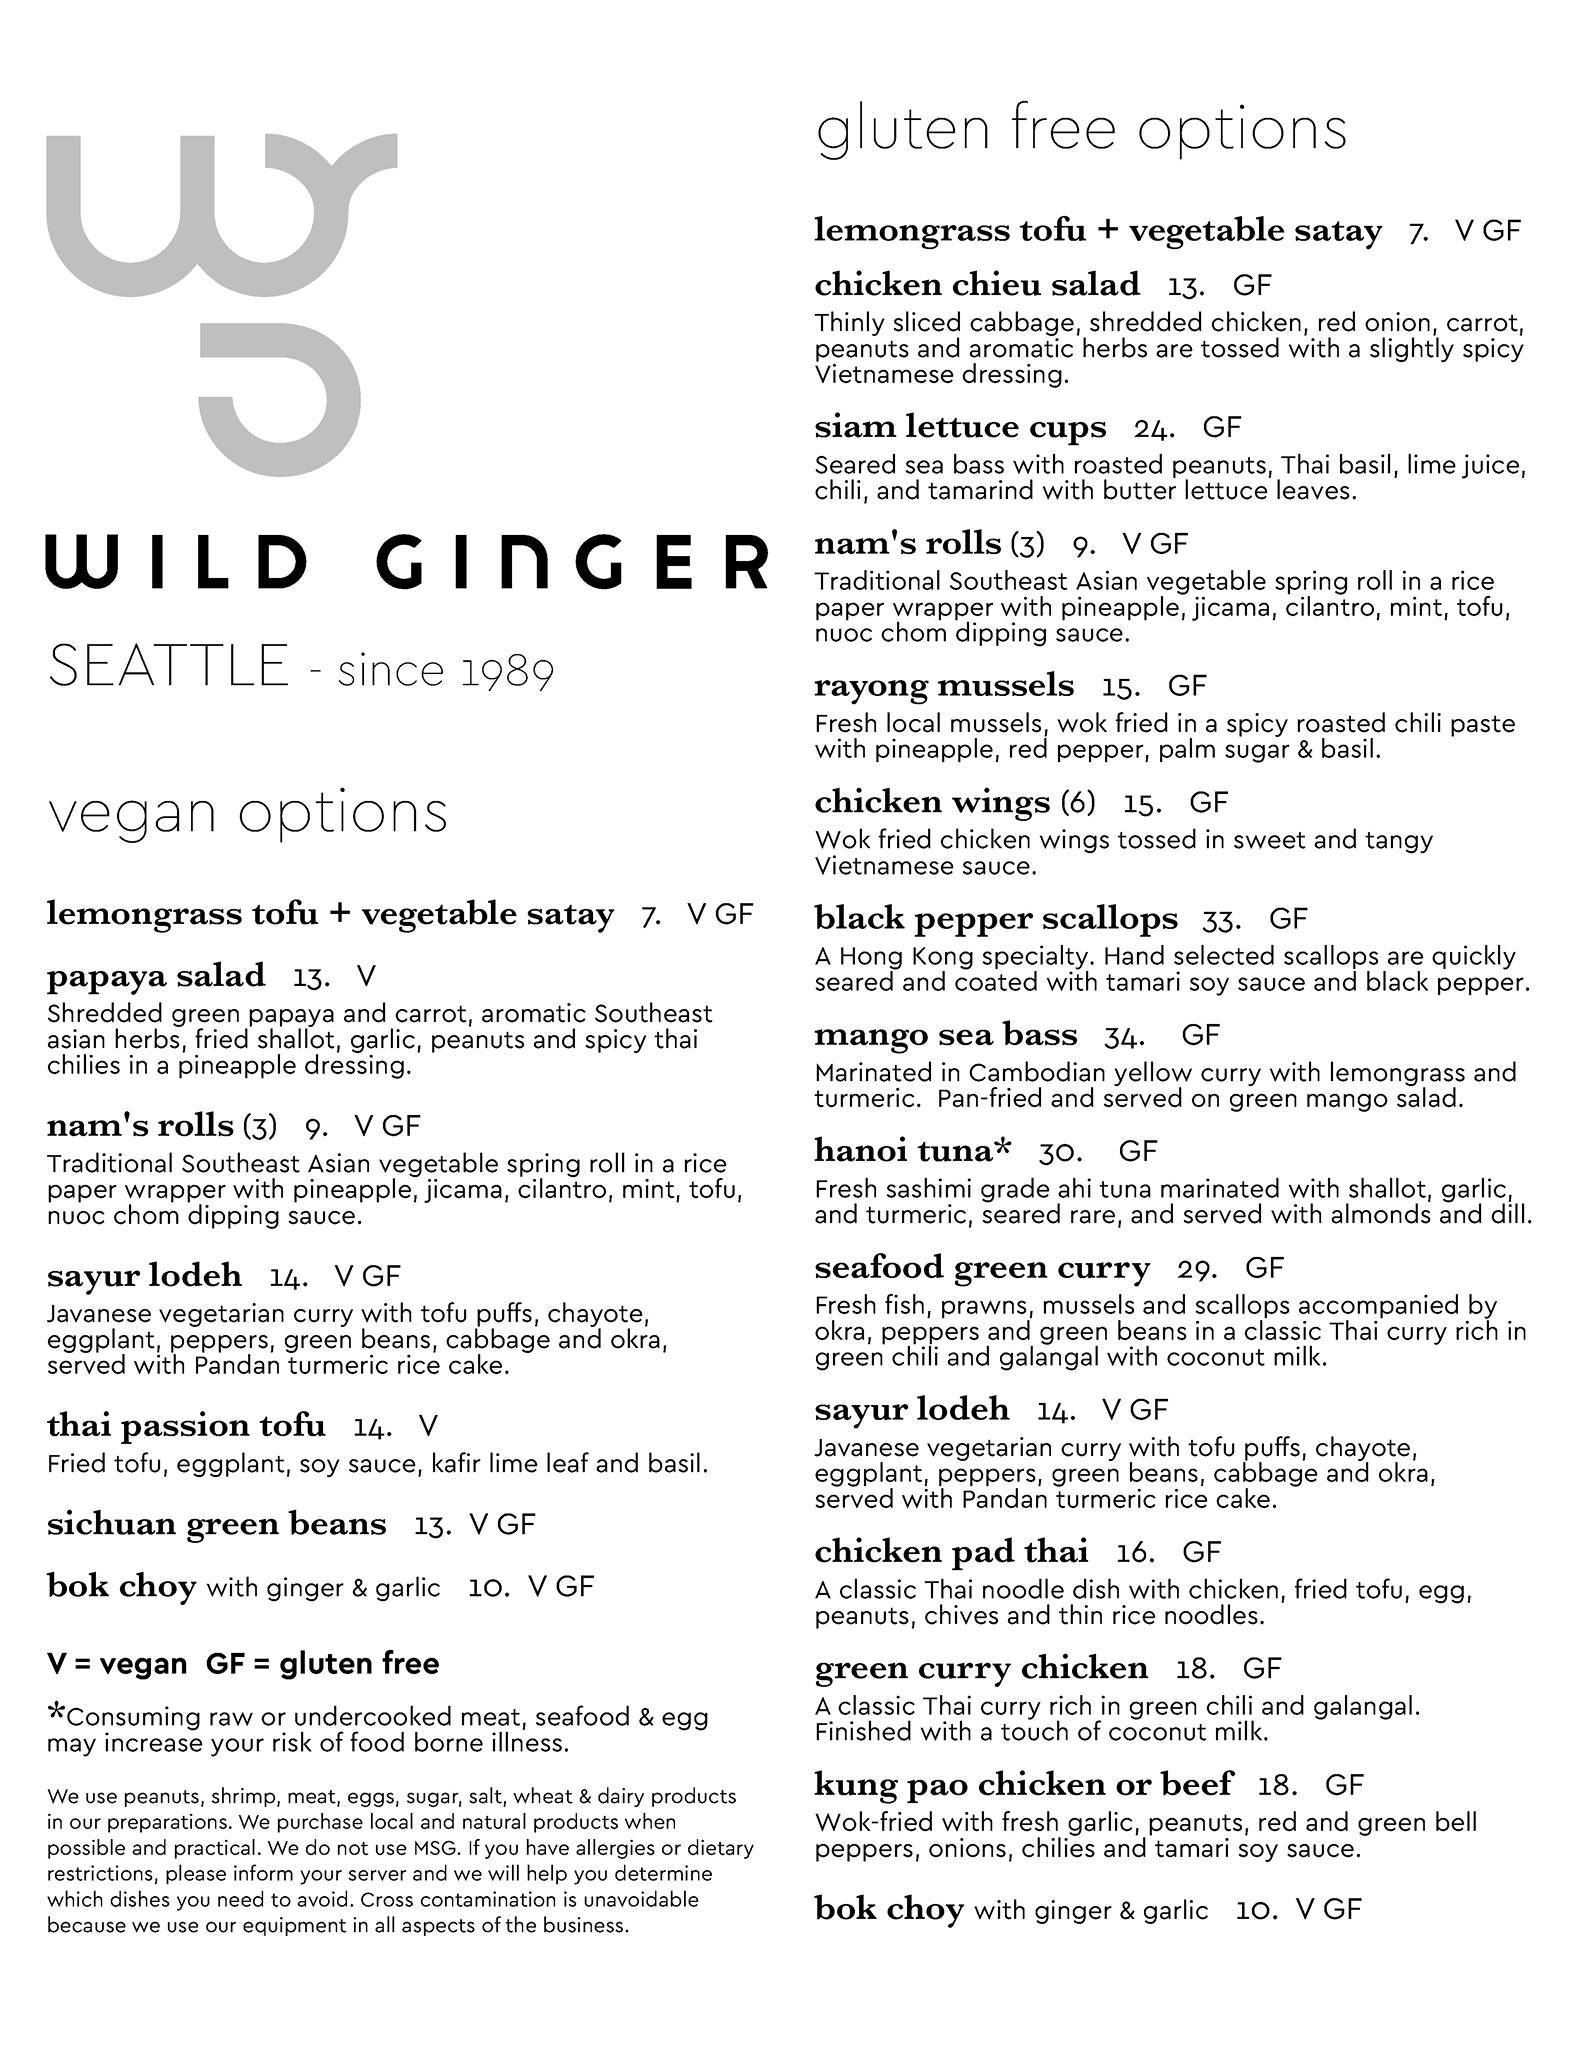 WILD GINGER
SEATTLE - since 1989
vegan options
lemongrass tofu + vegetable satay 7. V GF
papaya salad 13. V
Shredded green papaya and carrot, aromatic Southeast
asian herbs, fried shallot, garlic, peanuts and spicy thai
chilies in a pineapple dressing.
nam's rolls (3) 9. V GF
Traditional Southeast Asian vegetable spring roll in a rice
paper wrapper with pineapple, jicama, cilantro, mint, tofu,
nuoc chom dipping sauce.
sayur lodeh 14. V GF
Javanese vegetarian curry with tofu puffs, chayote,
eggplant, peppers, green beans, cabbage and okra,
served with Pandan turmeric rice cake.
thai passion tofu 14. V
Fried tofu, eggplant, soy sauce, kafir lime leaf and basil.
sichuan green beans 13. V GF
bok choy with ginger & garlic 10. V GF
V = vegan GF = gluten free
*Consuming raw or undercooked meat, seafood & egg
may increase your risk of food borne illness.
We use peanuts, shrimp, meat, eggs, sugar, salt, wheat & dairy products
in our preparations. We purchase local and natural products when
possible and practical. We do not use MSG. If you have allergies or dietary
restrictions, please inform your server and we will help you determine
which dishes you need to avoid. Cross contamination is unavoidable
because we use our equipment in all aspects of the business.
gluten free options
lemongrass tofu + vegetable satay 7. V GF
chicken chieu salad 13. GF
Thinly sliced cabbage, shredded chicken, red onion, carrot,
peanuts and aromatic herbs are tossed with a slightly spicy
Vietnamese dressing.
siam lettuce cups 24. GF
Seared sea bass with roasted peanuts, Thai basil, lime juice,
chili, and tamarind with butter lettuce leaves.
nam's rolls (3) 9. V GF
Traditional Southeast Asian vegetable spring roll in a rice
paper wrapper with pineapple, jicama, cilantro, mint, tofu,
nuoc chom dipping sauce.
rayong mussels 15. GF
Fresh local mussels, wok fried in a spicy roasted chili paste
with pineapple, red pepper, palm sugar & basil.
chicken wings (6) 15. GF
Wok fried chicken wings tossed in sweet and tangy
Vietnamese sauce.
black pepper scallops 33. GF
A Hong Kong specialty. Hand selected scallops are quickly
seared and coated with tamari soy sauce and black pepper.
mango sea bass 34. GF
Marinated in Cambodian yellow curry with lemongrass and
turmeric. Pan-fried and served on green mango salad.
hanoi tuna* 30. GF
Fresh sashimi grade ahi tuna marinated with shallot, garlic,
and turmeric, seared rare, and served with almonds and dill.
seafood green curry 29. GF
Fresh fish, prawns, mussels and scallops accompanied by
okra, peppers and green beans in a classic Thai curry rich in
green chili and galangal with coconut milk.
sayur lodeh 14. V GF
Javanese vegetarian curry with tofu puffs, chayote,
eggplant, peppers, green beans, cabbage and okra,
served with Pandan turmeric rice cake.
chicken pad thai 16. GF
A classic Thai noodle dish with chicken, fried tofu, egg,
peanuts, chives and thin rice noodles.
green curry chicken 18. GF
A classic Thai curry rich in green chili and galangal.
Finished with a touch of coconut milk.
kung pao chicken or beef 18. GF
Wok-fried with fresh garlic, peanuts, red and green bell
peppers, onions, chilies and tamari soy sauce.
bok choy with ginger & garlic 10. V GF